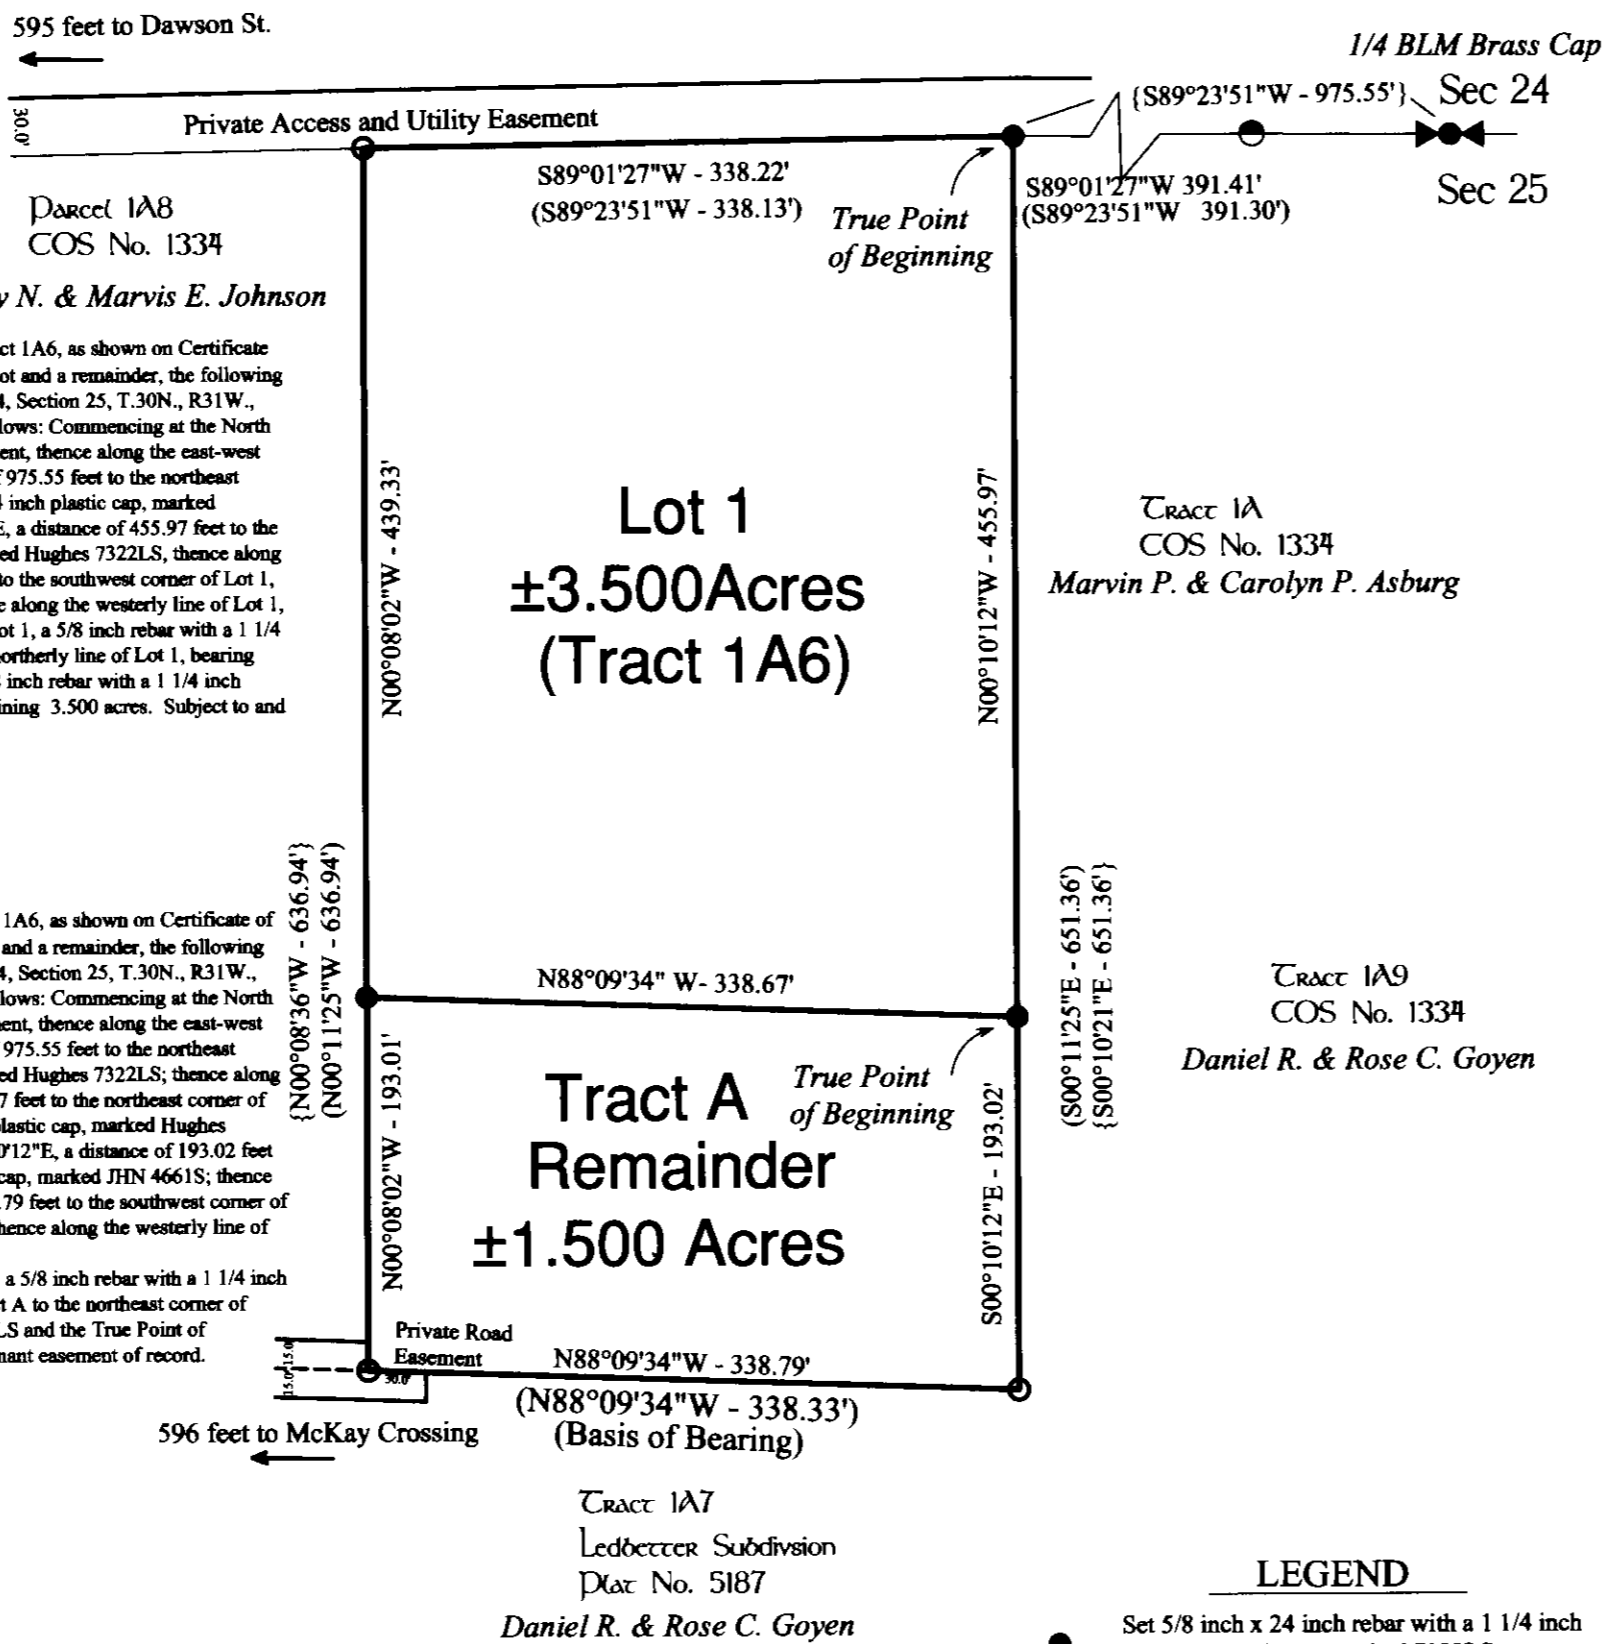 595 feet to Dawson St.
1/4 BLM Brass Cap
{S89°23'51"W - 975.55'}
Sec 24
30.0'
Private Access and Utility Easement
S89°01'27"W - 338.22'
(S89°23'51"W - 338.13')
True Point
of Beginning
S89°01'27"W 391.41'
(S89°23'51"W 391.30')
Sec 25
Parcel 1A8
COS No. 1334
N. & Marvis E. Johnson
ct 1A6, as shown on Certificate
ot and a remainder, the following
4, Section 25, T.30N., R31W.,
lows: Commencing at the North
ent, thence along the east-west
f 975.55 feet to the northeast
inch plastic cap, marked
E, a distance of 455.97 feet to the
ed Hughes 7322LS, thence along
to the southwest corner of Lot 1,
e along the westerly line of Lot 1,
ot 1, a 5/8 inch rebar with a 1 1/4
ortherly line of Lot 1, bearing
inch rebar with a 1 1/4 inch
ining 3.500 acres. Subject to and
N00°08'02"W - 439.33'
Lot 1
±3.500Acres
(Tract 1A6)
N00°10'12"W - 455.97'
Tract 1A
COS No. 1334
Marvin P. & Carolyn P. Asburg
1A6, as shown on Certificate of
and a remainder, the following
4, Section 25, T.30N., R31W.,
lows: Commencing at the North
ent, thence along the east-west
975.55 feet to the northeast
ed Hughes 7322LS; thence along
7 feet to the northeast corner of
lastic cap, marked Hughes
0'12"E, a distance of 193.02 feet
cap, marked JHN 4661S; thence
.79 feet to the southwest corner of
hence along the westerly line of
a 5/8 inch rebar with a 1 1/4 inch
t A to the northeast corner of
LS and the True Point of
nant easement of record.
{N00°08'36"W - 636.94'}
(N00°11'25"W - 636.94')
N88°09'34" W- 338.67'
(S00°11'25"E - 651.36')
{S00°10'21"E - 651.36'}
Tract 1A9
COS No. 1334
Daniel R. & Rose C. Goyen
N00°08'02"W - 193.01'
Tract A
Remainder
±1.500 Acres
True Point
of Beginning
S00°10'12"E - 193.02'
Private Road
Easement
15.0'
15.0'
30.0'
N88°09'34"W - 338.79'
(N88°09'34"W - 338.33')
(Basis of Bearing)
596 feet to McKay Crossing
Tract 1A7
Ledbetter Subdivsion
Plat No. 5187
Daniel R. & Rose C. Goyen
LEGEND
Set 5/8 inch x 24 inch rebar with a 1 1/4 inch